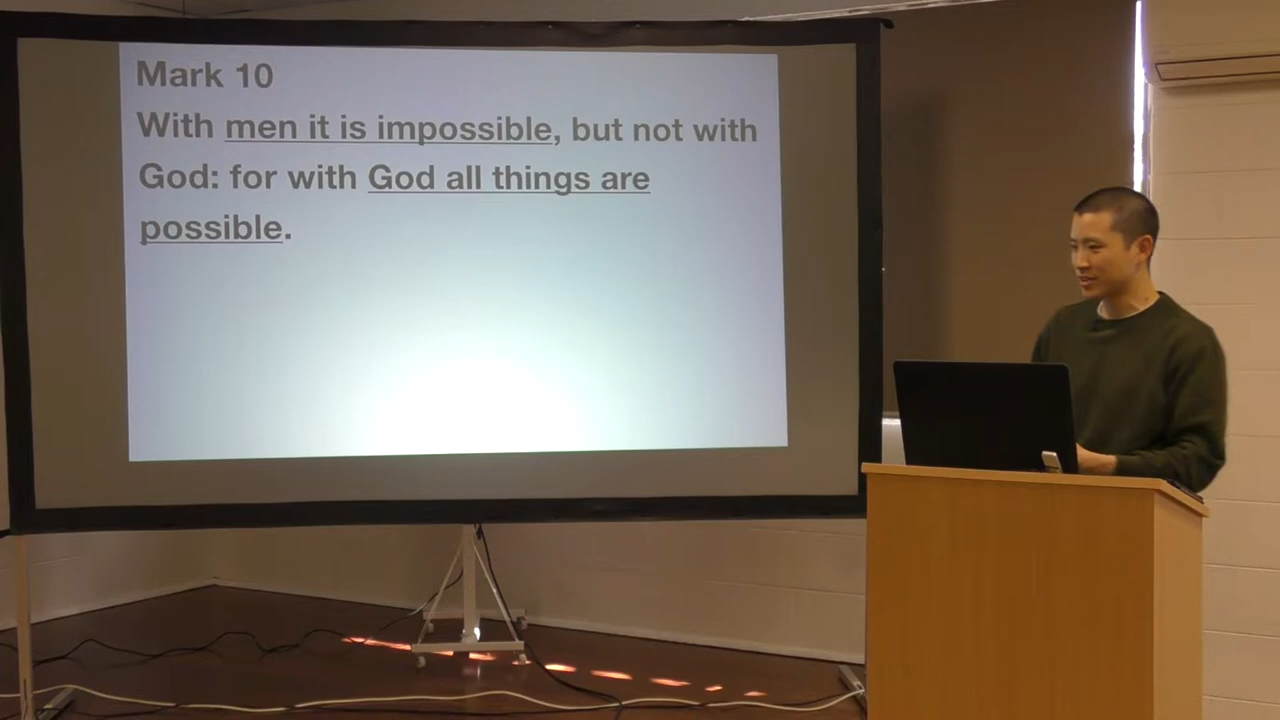 Mark 10
With men it is impossible, but not with
God: for with God all things are
possible.